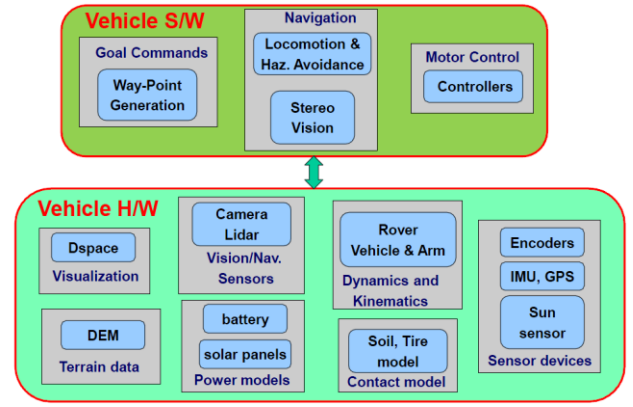 Vehicle S/W
Goal Commands
Way-Point
Generation
Navigation
Locomotion &
Haz. Avoidance
Stereo
Vision
Motor Control
Controllers
Vehicle H/W
Dspace
Visualization
Camera
Lidar
Vision/Nav.
Sensors
Rover
Vehicle & Arm
Dynamics and
Kinematics
Encoders
IMU, GPS
Sun
sensor
Sensor devices
DEM
Terrain data
battery
solar panels
Power models
Soil, Tire
model
Contact model